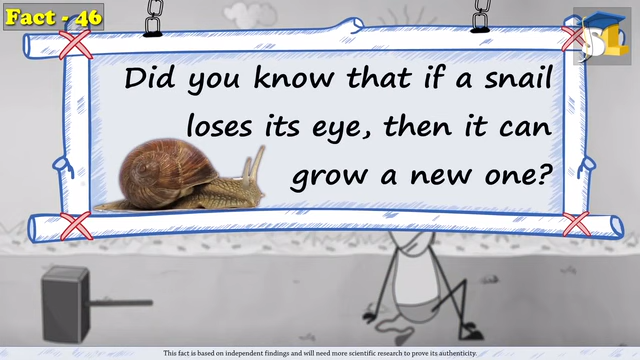 Fact - 46
SL
Did you know that if a snail
loses its eye, then it can
grow a new one?
This fact is based on independent findings and will need more scientific research to prove its authenticity.